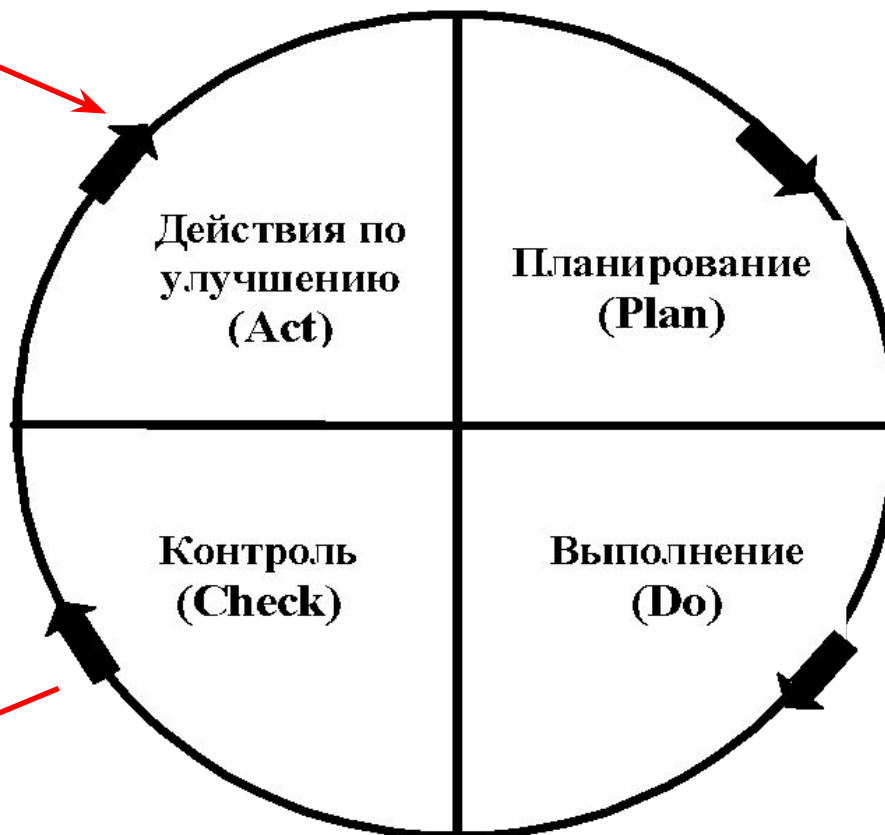 Действия по
улучшению
(Act)
Планирование
(Plan)
Контроль
(Check)
Выполнение
(Do)